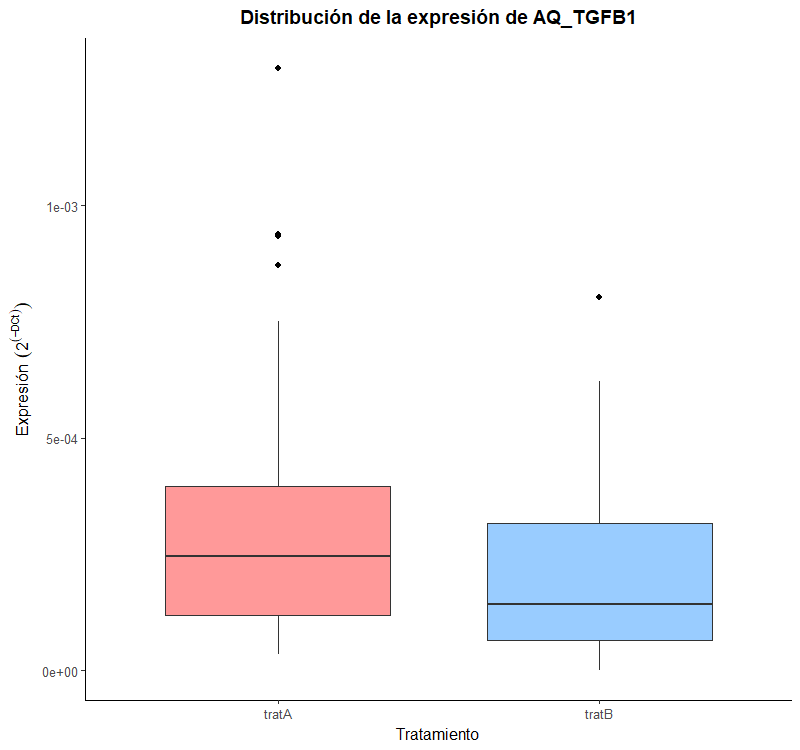 Distribución de la expresión de AQ_TGFB1
Expresión (2^(−DCt))
1e-03
5e-04
0e+00
tratA
tratB
Tratamiento